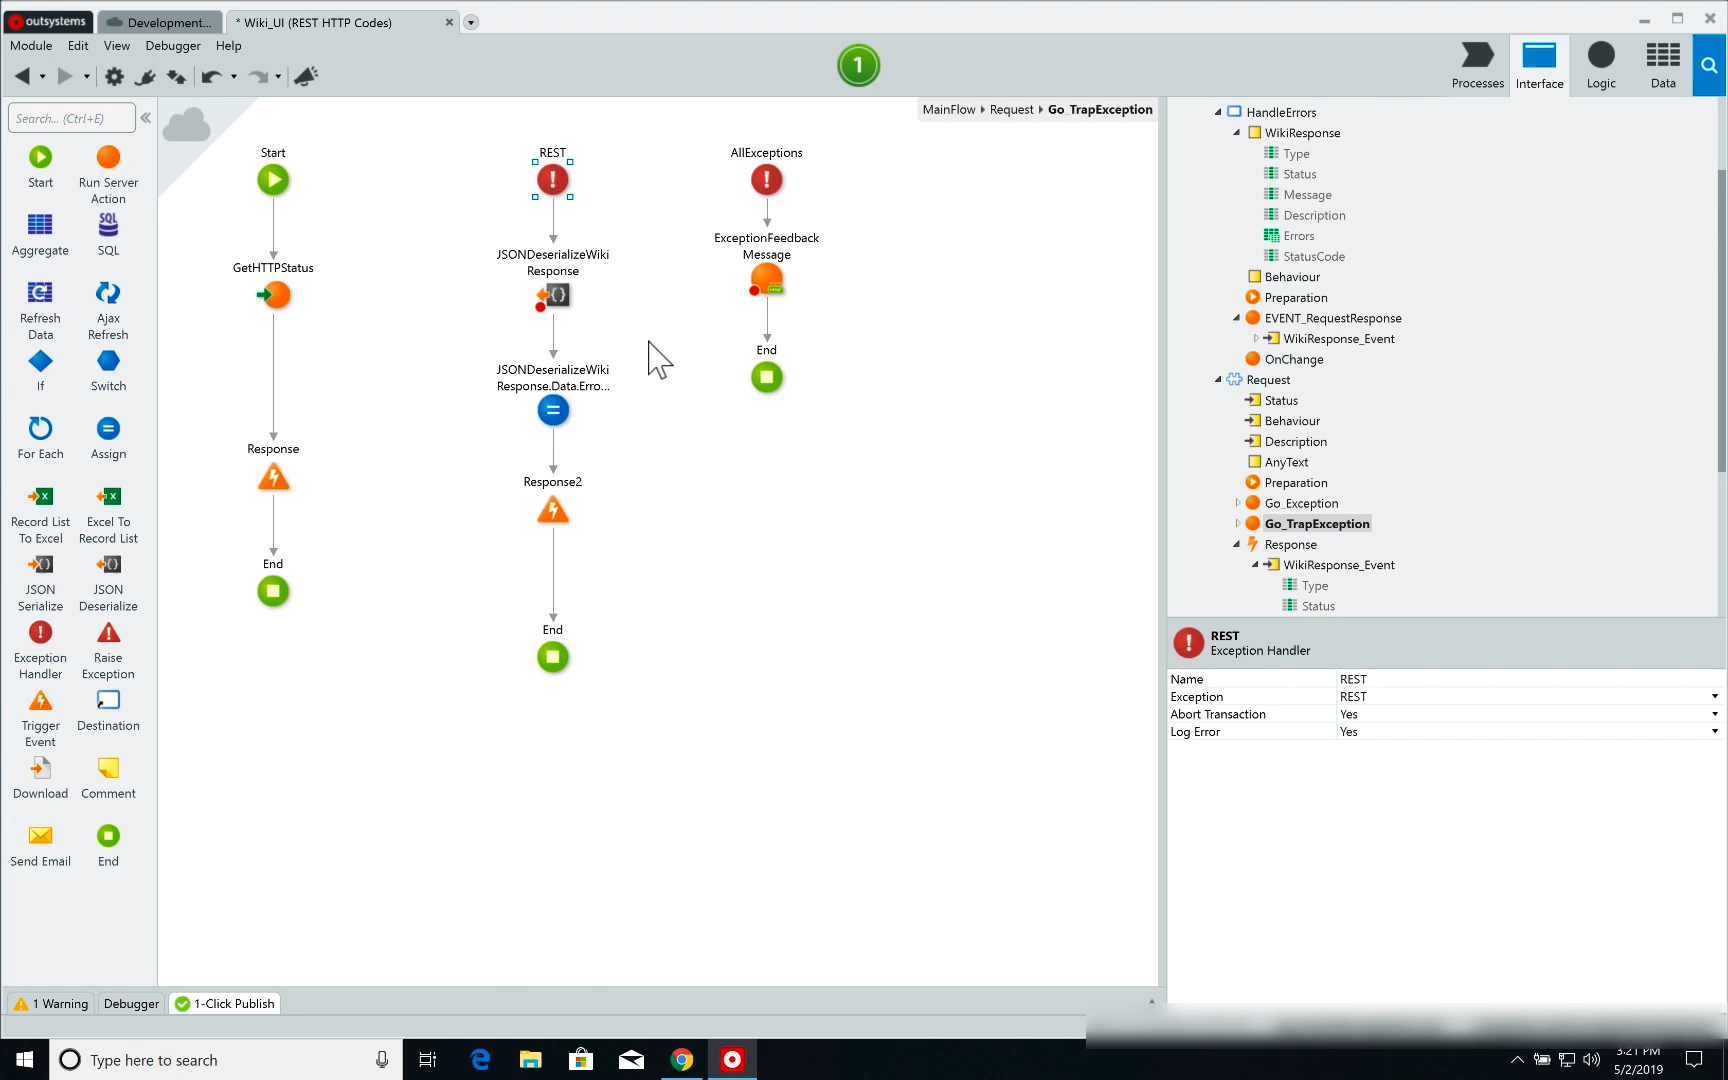 outsystems
Development...
* Wiki_UI (REST HTTP Codes)
Module Edit View Debugger Help
1
Processes
Interface
Logic
Data
Search... (Ctrl+E)
Start
Run Server
Action
Aggregate
SQL
SQL
Refresh
Data
Ajax
Refresh
If
Switch
For Each
Assign
Record List
To Excel
Excel To
Record List
JSON
Serialize
JSON
Deserialize
Exception
Handler
Raise
Exception
Trigger
Event
Destination
Download
Comment
Send Email
End
MainFlow Request Go_TrapException
Start
GetHTTPStatus
Response
End
REST
JSONDeserializeWiki
Response
JSONDeserializeWiki
Response.Data.Erro...
Response2
End
AllExceptions
ExceptionFeedback
Message
End
HandleErrors
WikiResponse
Type
Status
Message
Description
Errors
StatusCode
Behaviour
Preparation
EVENT_RequestResponse
WikiResponse_Event
OnChange
Request
Status
Behaviour
Description
AnyText
Preparation
Go_Exception
Go_TrapException
Response
WikiResponse_Event
Type
Status
REST
Exception Handler
Name REST
Exception REST
Abort Transaction Yes
Log Error Yes
1 Warning
Debugger
1-Click Publish
Type here to search
3:21 PM
5/2/2019